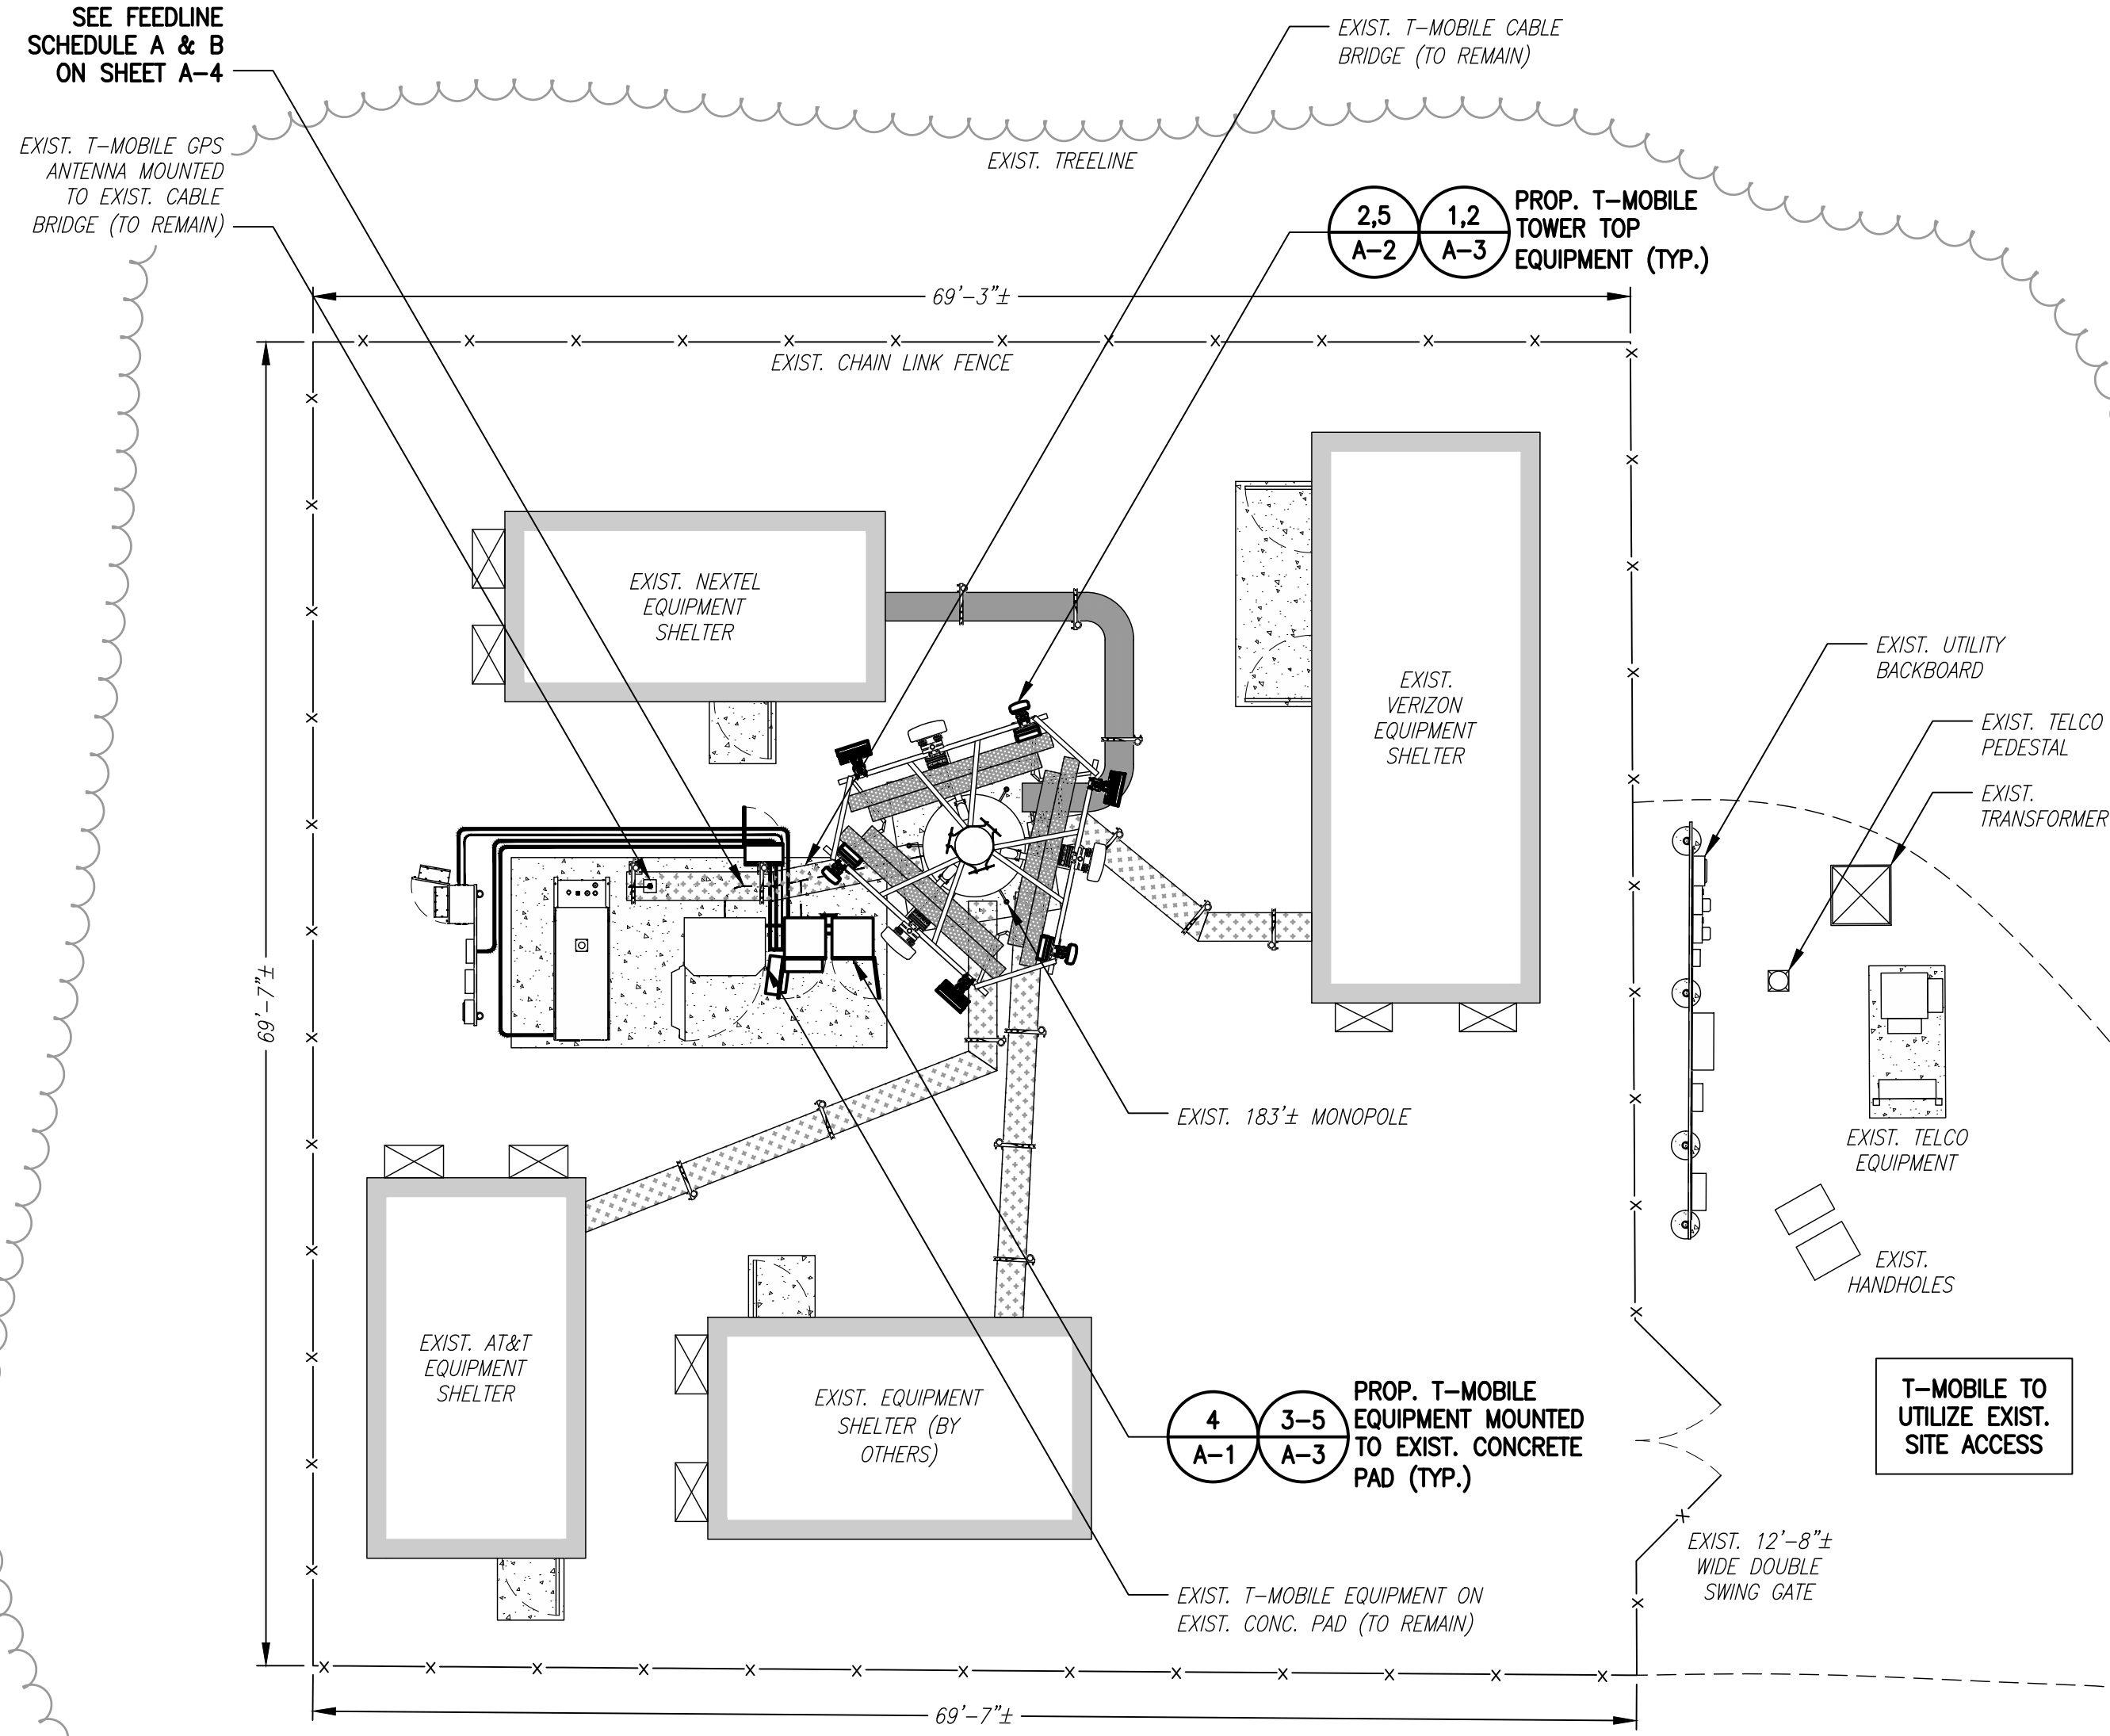 SEE FEEDLINE
SCHEDULE A & B
ON SHEET A-4
EXIST. T-MOBILE CABLE
BRIDGE (TO REMAIN)
EXIST. T-MOBILE GPS
ANTENNA MOUNTED
TO EXIST. CABLE
BRIDGE (TO REMAIN)
EXIST. TREELINE
2,5
A-2
1,2
A-3
PROP. T-MOBILE
TOWER TOP
EQUIPMENT (TYP.)
69'-3"±
EXIST. CHAIN LINK FENCE
EXIST. NEXTEL
EQUIPMENT
SHELTER
EXIST.
VERIZON
EQUIPMENT
SHELTER
EXIST. UTILITY
BACKBOARD
EXIST. TELCO
PEDESTAL
EXIST.
TRANSFORMER
69'-7"±
EXIST. 183'± MONOPOLE
EXIST. TELCO
EQUIPMENT
EXIST.
HANDHOLES
EXIST. AT&T
EQUIPMENT
SHELTER
EXIST. EQUIPMENT
SHELTER (BY
OTHERS)
4
A-1
3-5
A-3
PROP. T-MOBILE
EQUIPMENT MOUNTED
TO EXIST. CONCRETE
PAD (TYP.)
T-MOBILE TO
UTILIZE EXIST.
SITE ACCESS
EXIST. 12'-8"±
WIDE DOUBLE
SWING GATE
EXIST. T-MOBILE EQUIPMENT ON
EXIST. CONC. PAD (TO REMAIN)
69'-7"±